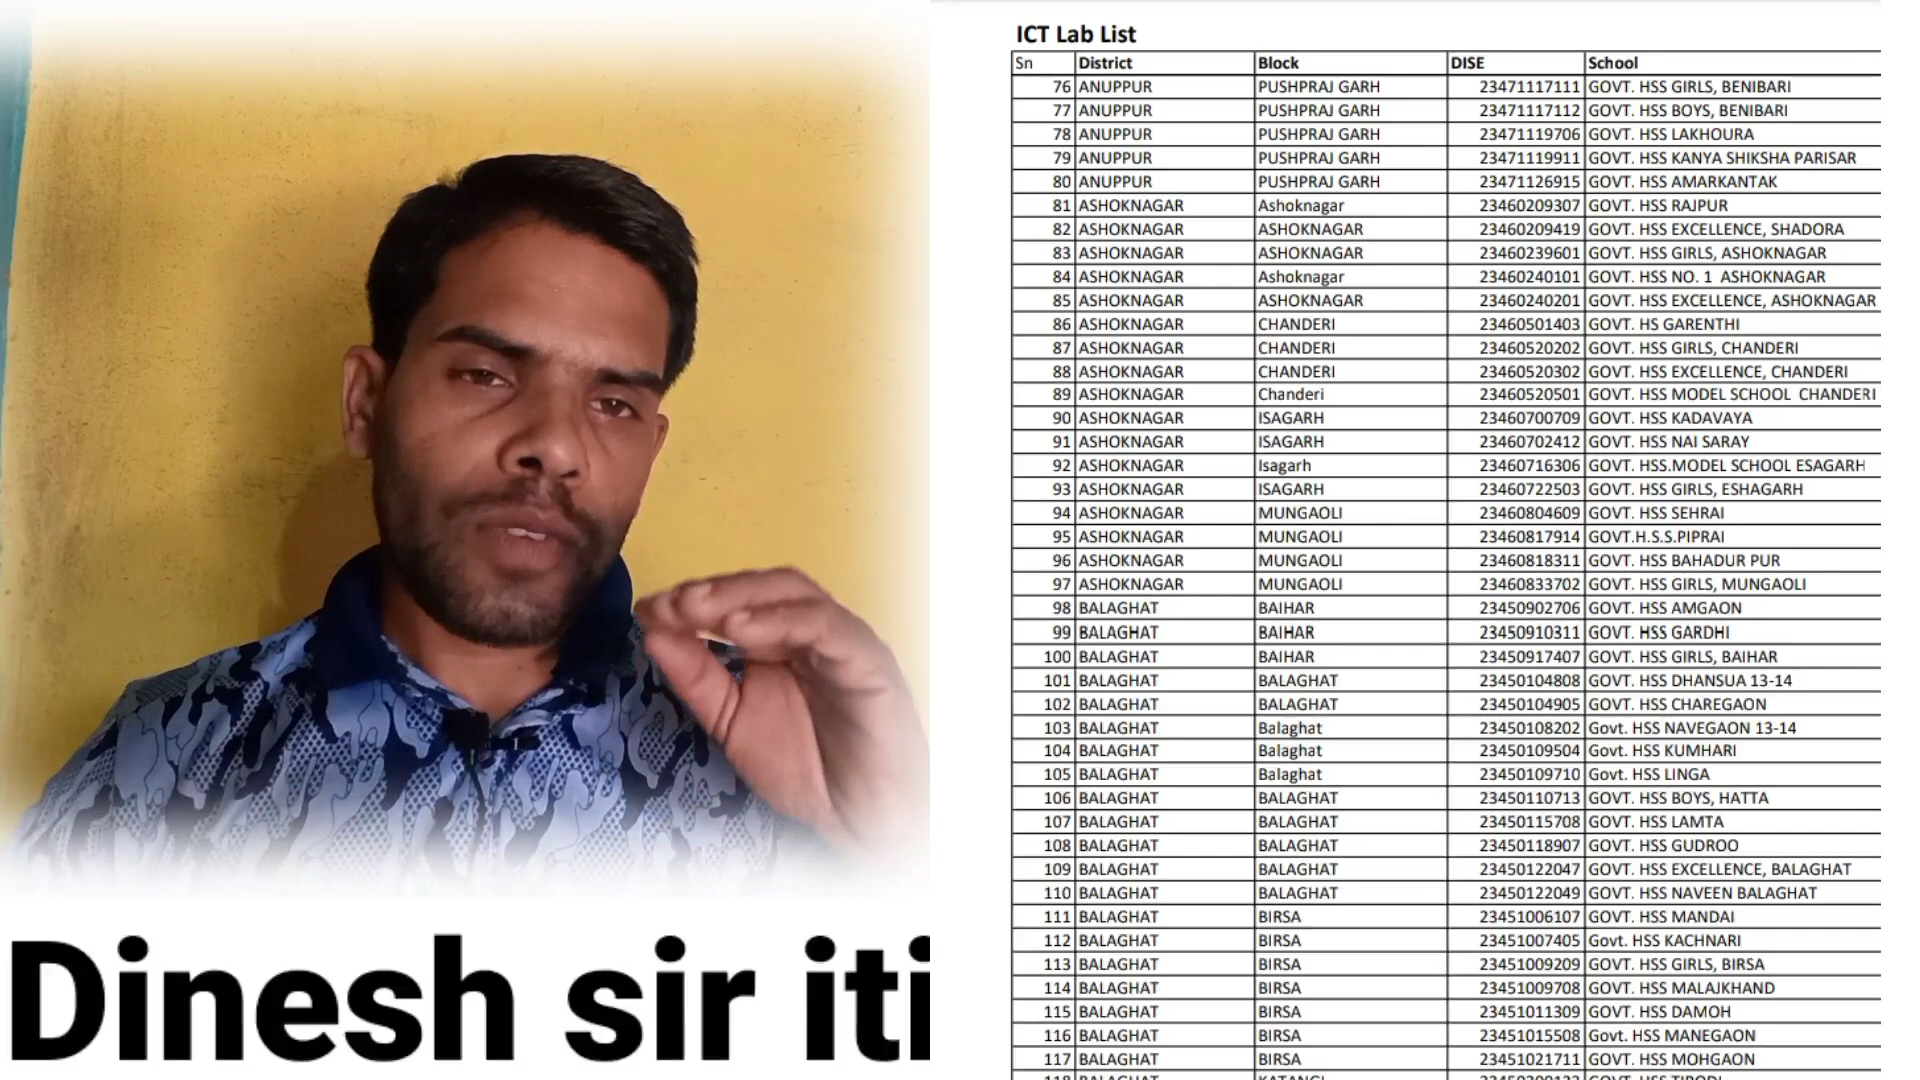 Dinesh sir iti
ICT Lab List
Sn District Block DISE School
76 ANUPPUR PUSHPRAJ GARH 23471117111 GOVT. HSS GIRLS, BENIBARI
77 ANUPPUR PUSHPRAJ GARH 23471117112 GOVT. HSS BOYS, BENIBARI
78 ANUPPUR PUSHPRAJ GARH 23471119706 GOVT. HSS LAKHOURA
79 ANUPPUR PUSHPRAJ GARH 23471119911 GOVT. HSS KANYA SHIKSHA PARISAR
80 ANUPPUR PUSHPRAJ GARH 23471126915 GOVT. HSS AMARKANTAK
81 ASHOKNAGAR Ashoknagar 23460209307 GOVT. HSS RAJPUR
82 ASHOKNAGAR ASHOKNAGAR 23460209419 GOVT. HSS EXCELLENCE, SHADORA
83 ASHOKNAGAR ASHOKNAGAR 23460239601 GOVT. HSS GIRLS, ASHOKNAGAR
84 ASHOKNAGAR Ashoknagar 23460240101 GOVT. HSS NO. 1 ASHOKNAGAR
85 ASHOKNAGAR ASHOKNAGAR 23460240201 GOVT. HSS EXCELLENCE, ASHOKNAGAR
86 ASHOKNAGAR CHANDERI 23460501403 GOVT. HS GARENTHI
87 ASHOKNAGAR CHANDERI 23460520202 GOVT. HSS GIRLS, CHANDERI
88 ASHOKNAGAR CHANDERI 23460520302 GOVT. HSS EXCELLENCE, CHANDERI
89 ASHOKNAGAR Chanderi 23460520501 GOVT. HSS MODEL SCHOOL CHANDERI
90 ASHOKNAGAR ISAGARH 23460700709 GOVT. HSS KADAVAYA
91 ASHOKNAGAR ISAGARH 23460702412 GOVT. HSS NAI SARAY
92 ASHOKNAGAR Isagarh 23460716306 GOVT. HSS.MODEL SCHOOL ESAGARH
93 ASHOKNAGAR ISAGARH 23460722503 GOVT. HSS GIRLS, ESHAGARH
94 ASHOKNAGAR MUNGAOLI 23460804609 GOVT. HSS SEHRAI
95 ASHOKNAGAR MUNGAOLI 23460817914 GOVT.H.S.S.PIPRAI
96 ASHOKNAGAR MUNGAOLI 23460818311 GOVT. HSS BAHADUR PUR
97 ASHOKNAGAR MUNGAOLI 23460833702 GOVT. HSS GIRLS, MUNGAOLI
98 BALAGHAT BAIHAR 23450902706 GOVT. HSS AMGAON
99 BALAGHAT BAIHAR 23450910311 GOVT. HSS GARDHI
100 BALAGHAT BAIHAR 23450917407 GOVT. HSS GIRLS, BAIHAR
101 BALAGHAT BALAGHAT 23450104808 GOVT. HSS DHANSUA 13-14
102 BALAGHAT BALAGHAT 23450104905 GOVT. HSS CHAREGAON
103 BALAGHAT Balaghat 23450108202 Govt. HSS NAVEGAON 13-14
104 BALAGHAT Balaghat 23450109504 Govt. HSS KUMHARI
105 BALAGHAT Balaghat 23450109710 Govt. HSS LINGA
106 BALAGHAT BALAGHAT 23450110713 GOVT. HSS BOYS, HATTA
107 BALAGHAT BALAGHAT 23450115708 GOVT. HSS LAMTA
108 BALAGHAT BALAGHAT 23450118907 GOVT. HSS GUDROO
109 BALAGHAT BALAGHAT 23450122047 GOVT. HSS EXCELLENCE, BALAGHAT
110 BALAGHAT BALAGHAT 23450122049 GOVT. HSS NAVEEN BALAGHAT
111 BALAGHAT BIRSA 23451006107 GOVT. HSS MANDAI
112 BALAGHAT BIRSA 23451007405 Govt. HSS KACHNARI
113 BALAGHAT BIRSA 23451009209 GOVT. HSS GIRLS, BIRSA
114 BALAGHAT BIRSA 23451009708 GOVT. HSS MALAJKHAND
115 BALAGHAT BIRSA 23451011309 GOVT. HSS DAMOH
116 BALAGHAT BIRSA 23451015508 Govt. HSS MANEGAON
117 BALAGHAT BIRSA 23451021711 GOVT. HSS MOHGAON